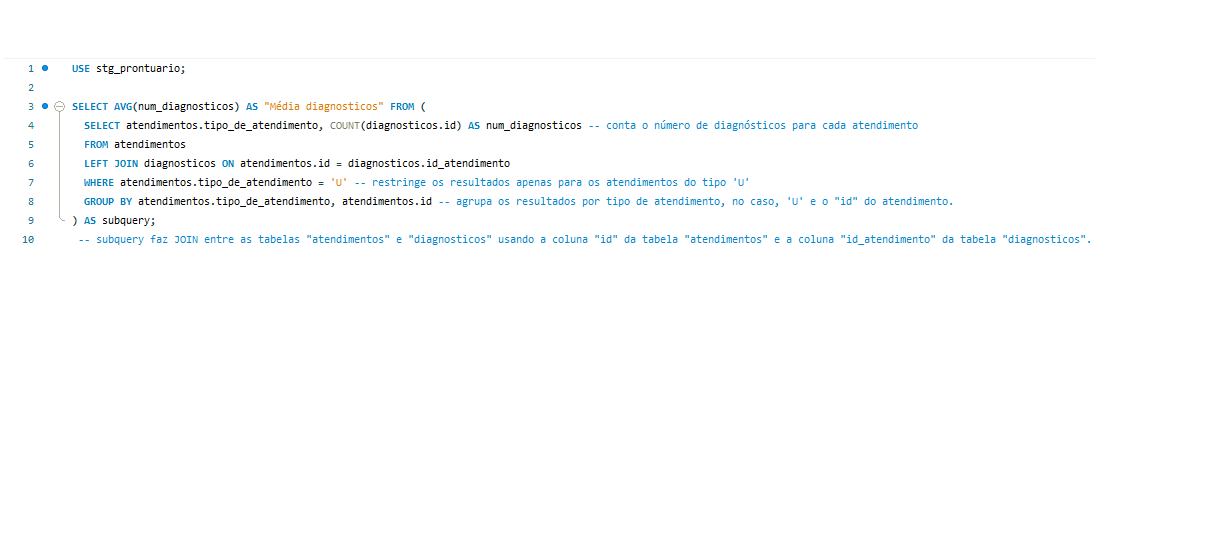 1 USE stg_prontuario;
2
3 SELECT AVG(num_diagnosticos) AS "Média diagnosticos" FROM (
4 SELECT atendimentos.tipo_de_atendimento, COUNT(diagnosticos.id) AS num_diagnosticos -- conta o número de diagnósticos para cada atendimento
5 FROM atendimentos
6 LEFT JOIN diagnosticos ON atendimentos.id = diagnosticos.id_atendimento
7 WHERE atendimentos.tipo_de_atendimento = 'U' -- restringe os resultados apenas para os atendimentos do tipo 'U'
8 GROUP BY atendimentos.tipo_de_atendimento, atendimentos.id -- agrupa os resultados por tipo de atendimento, no caso, 'U' e o "id" do atendimento.
9 ) AS subquery;
10 -- subquery faz JOIN entre as tabelas "atendimentos" e "diagnosticos" usando a coluna "id" da tabela "atendimentos" e a coluna "id_atendimento" da tabela "diagnosticos".